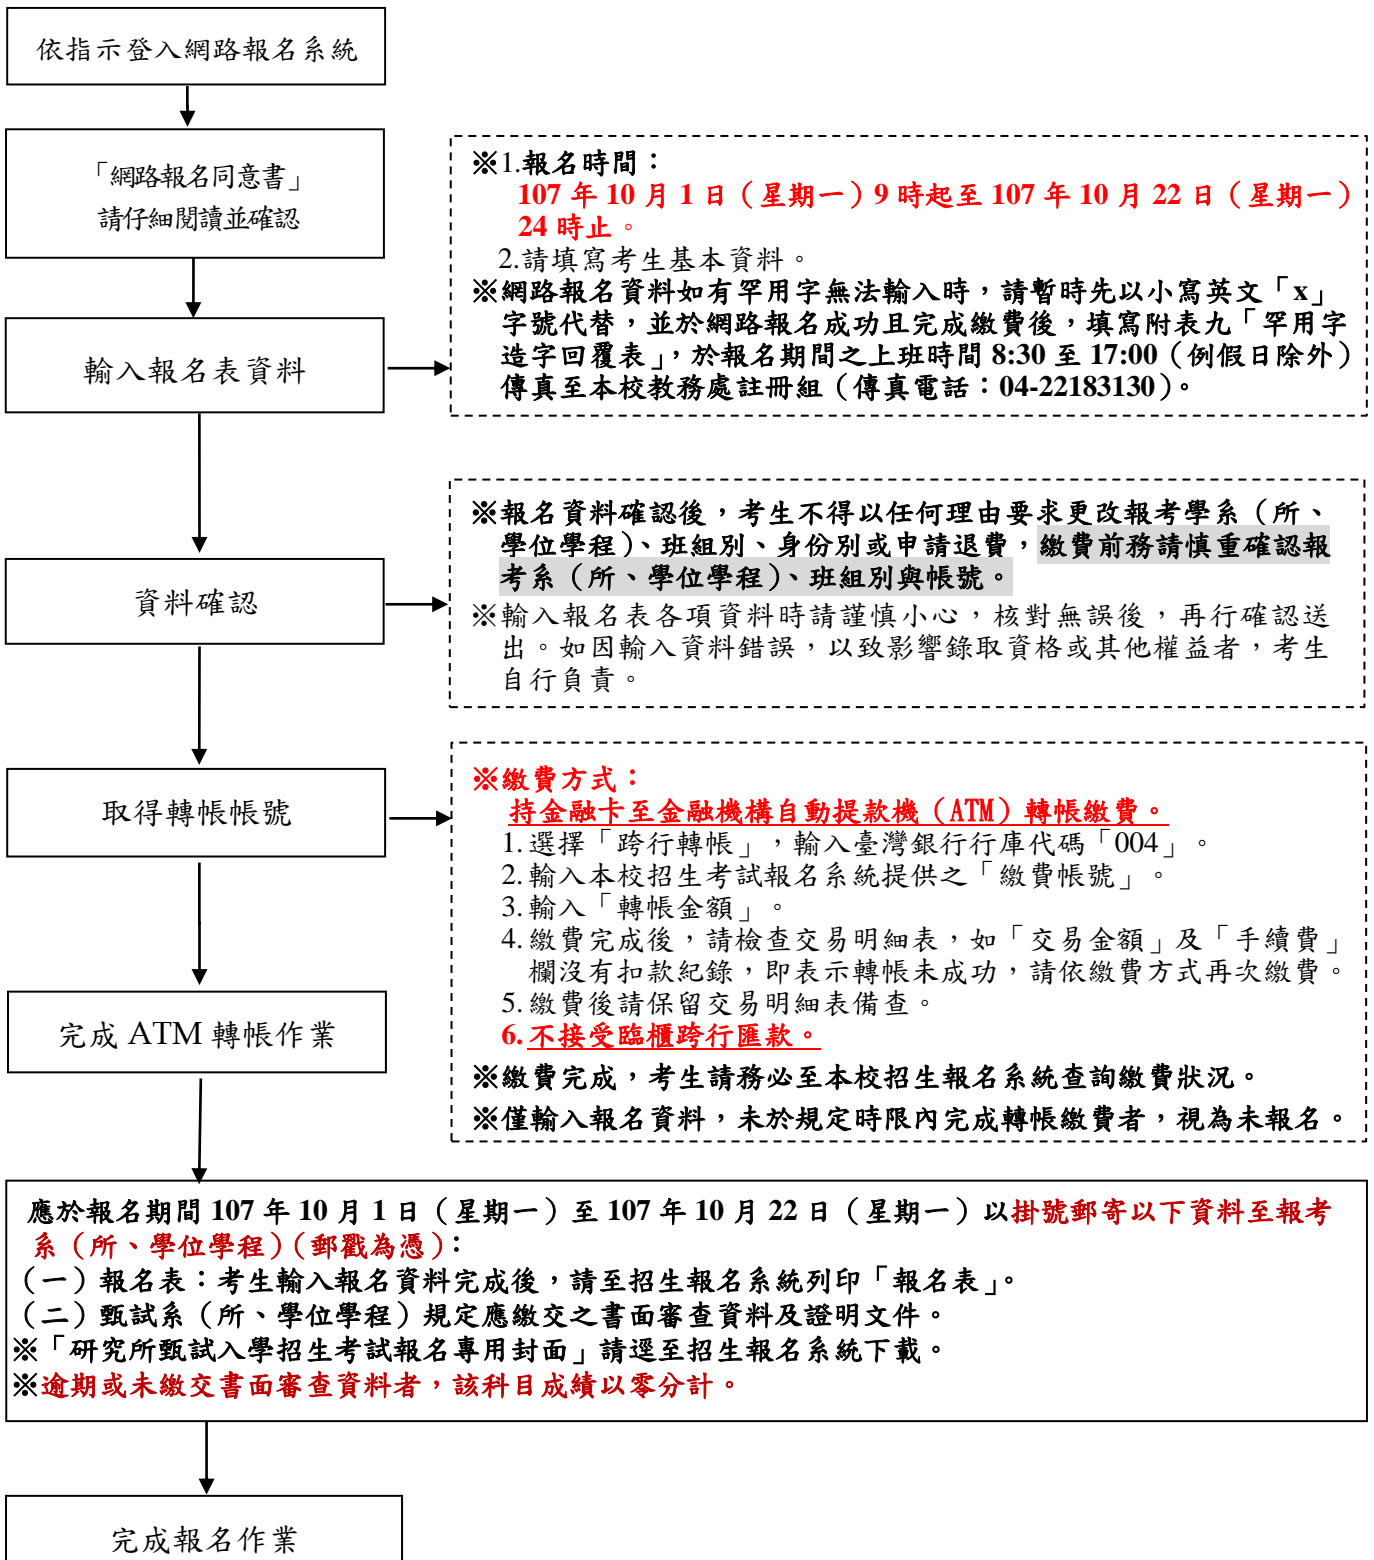 依指示登入網路報名系統
「網路報名同意書」
請仔細閱讀並確認
※1.報名時間：
107 年 10 月 1 日（星期一）9 時起至 107 年 10 月 22 日（星期一）
24 時止。
2.請填寫考生基本資料。
※網路報名資料如有罕用字無法輸入時，請暫時先以小寫英文「x」
字號代替，並於網路報名成功且完成繳費後，填寫附表九「罕用字
造字回覆表」，於報名期間之上班時間 8:30 至 17:00（例假日除外）
傳真至本校教務處註冊組（傳真電話：04-22183130）。
輸入報名表資料
※報名資料確認後，考生不得以任何理由要求更改報考學系（所、
學位學程）、班組別、身份別或申請退費，繳費前務請慎重確認報
考系（所、學位學程）、班組別與帳號。
※輸入報名表各項資料時請謹慎小心，核對無誤後，再行確認送
出。如因輸入資料錯誤，以致影響錄取資格或其他權益者，考生
自行負責。
資料確認
取得轉帳帳號
※繳費方式：
持金融卡至金融機構自動提款機（ATM）轉帳繳費。
1.選擇「跨行轉帳」，輸入臺灣銀行行庫代碼「004」。
2.輸入本校招生考試報名系統提供之「繳費帳號」。
3.輸入「轉帳金額」。
4.繳費完成後，請檢查交易明細表，如「交易金額」及「手續費」
欄沒有扣款紀錄，即表示轉帳未成功，請依繳費方式再次繳費。
5.繳費後請保留交易明細表備查。
6.不接受臨櫃跨行匯款。
※繳費完成，考生請務必至本校招生報名系統查詢繳費狀況。
※僅輸入報名資料，未於規定時限內完成轉帳繳費者，視為未報名。
完成 ATM 轉帳作業
應於報名期間 107 年 10 月 1 日（星期一）至 107 年 10 月 22 日（星期一）以掛號郵寄以下資料至報考
系（所、學位學程）（郵戳為憑）：
（一）報名表：考生輸入報名資料完成後，請至招生報名系統列印「報名表」。
（二）甄試系（所、學位學程）規定應繳交之書面審查資料及證明文件。
※「研究所甄試入學招生考試報名專用封面」請逕至招生報名系統下載。
※逾期或未繳交書面審查資料者，該科目成績以零分計。
完成報名作業